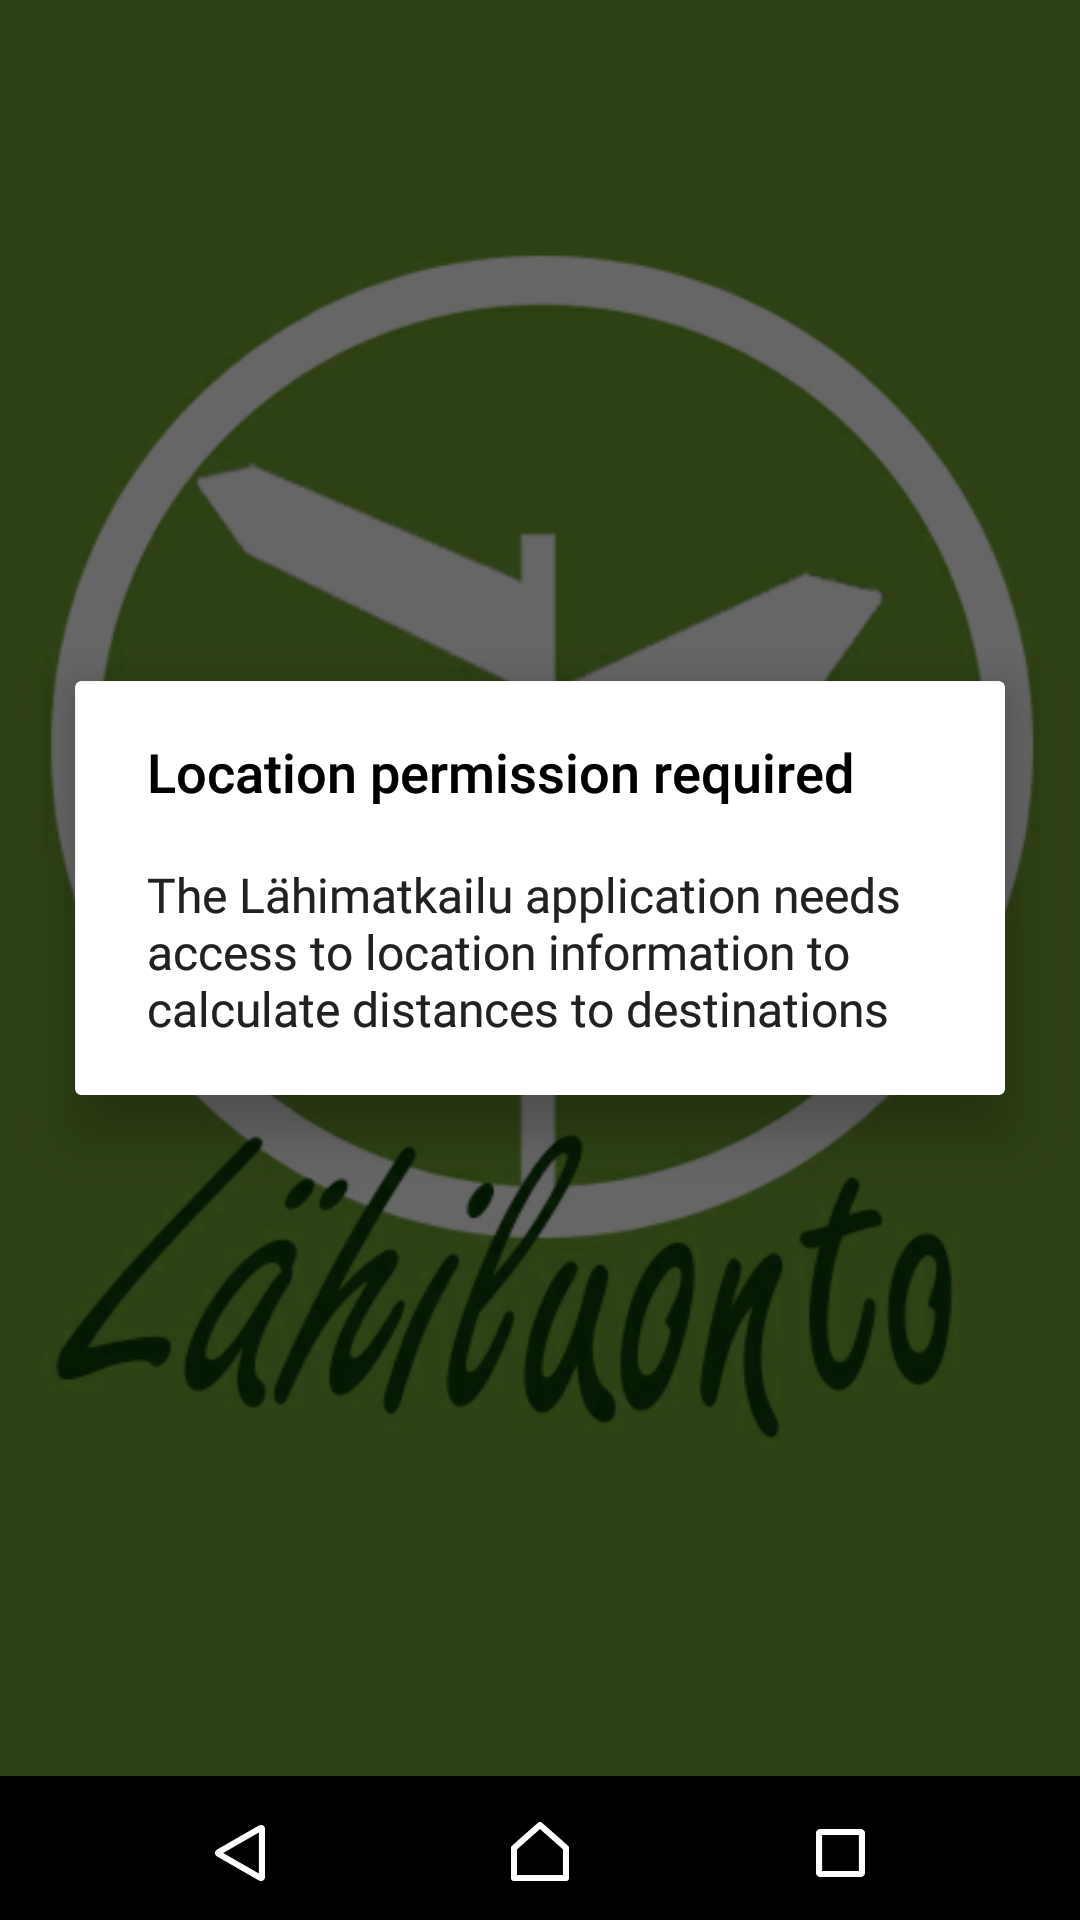 Location permission required
The Lähimatkailu application needs
access to location information to
calculate distances to destinations
Lähiluonto